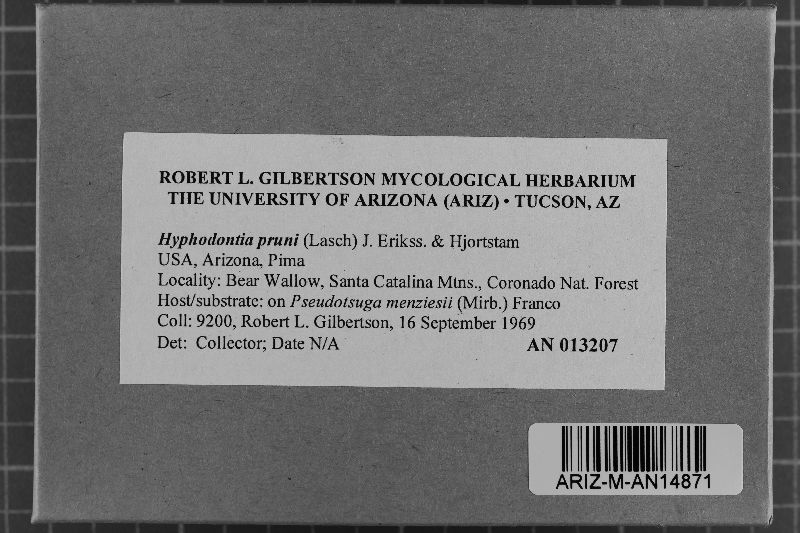 ROBERT L. GILBERTSON MYCOLOGICAL HERBARIUM
THE UNIVERSITY OF ARIZONA (ARIZ) • TUCSON, AZ
Hyphodontia pruni (Lasch) J. Erikss. & Hjortstam
USA, Arizona, Pima
Locality: Bear Wallow, Santa Catalina Mtns., Coronado Nat. Forest
Host/substrate: on Pseudotsuga menziesii (Mirb.) Franco
Coll: 9200, Robert L. Gilbertson, 16 September 1969
Det: Collector; Date N/A AN 013207
ARIZ-M-AN14871